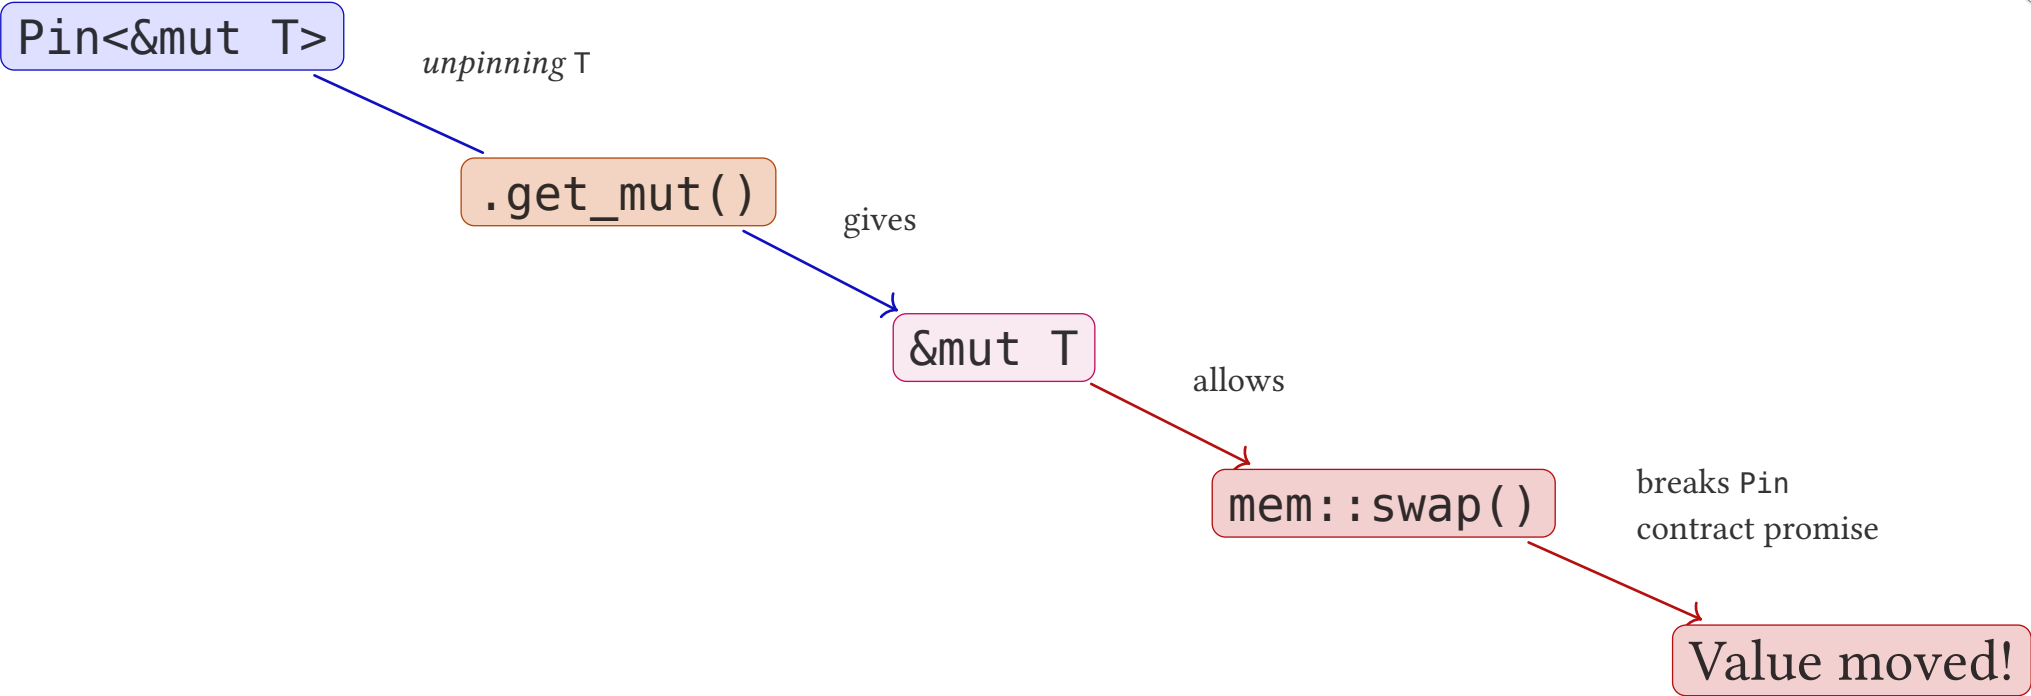 Pin<&mut T>
unpinning T
.get_mut()
gives
&mut T
allows
mem::swap()
breaks Pin
contract promise
Value moved!